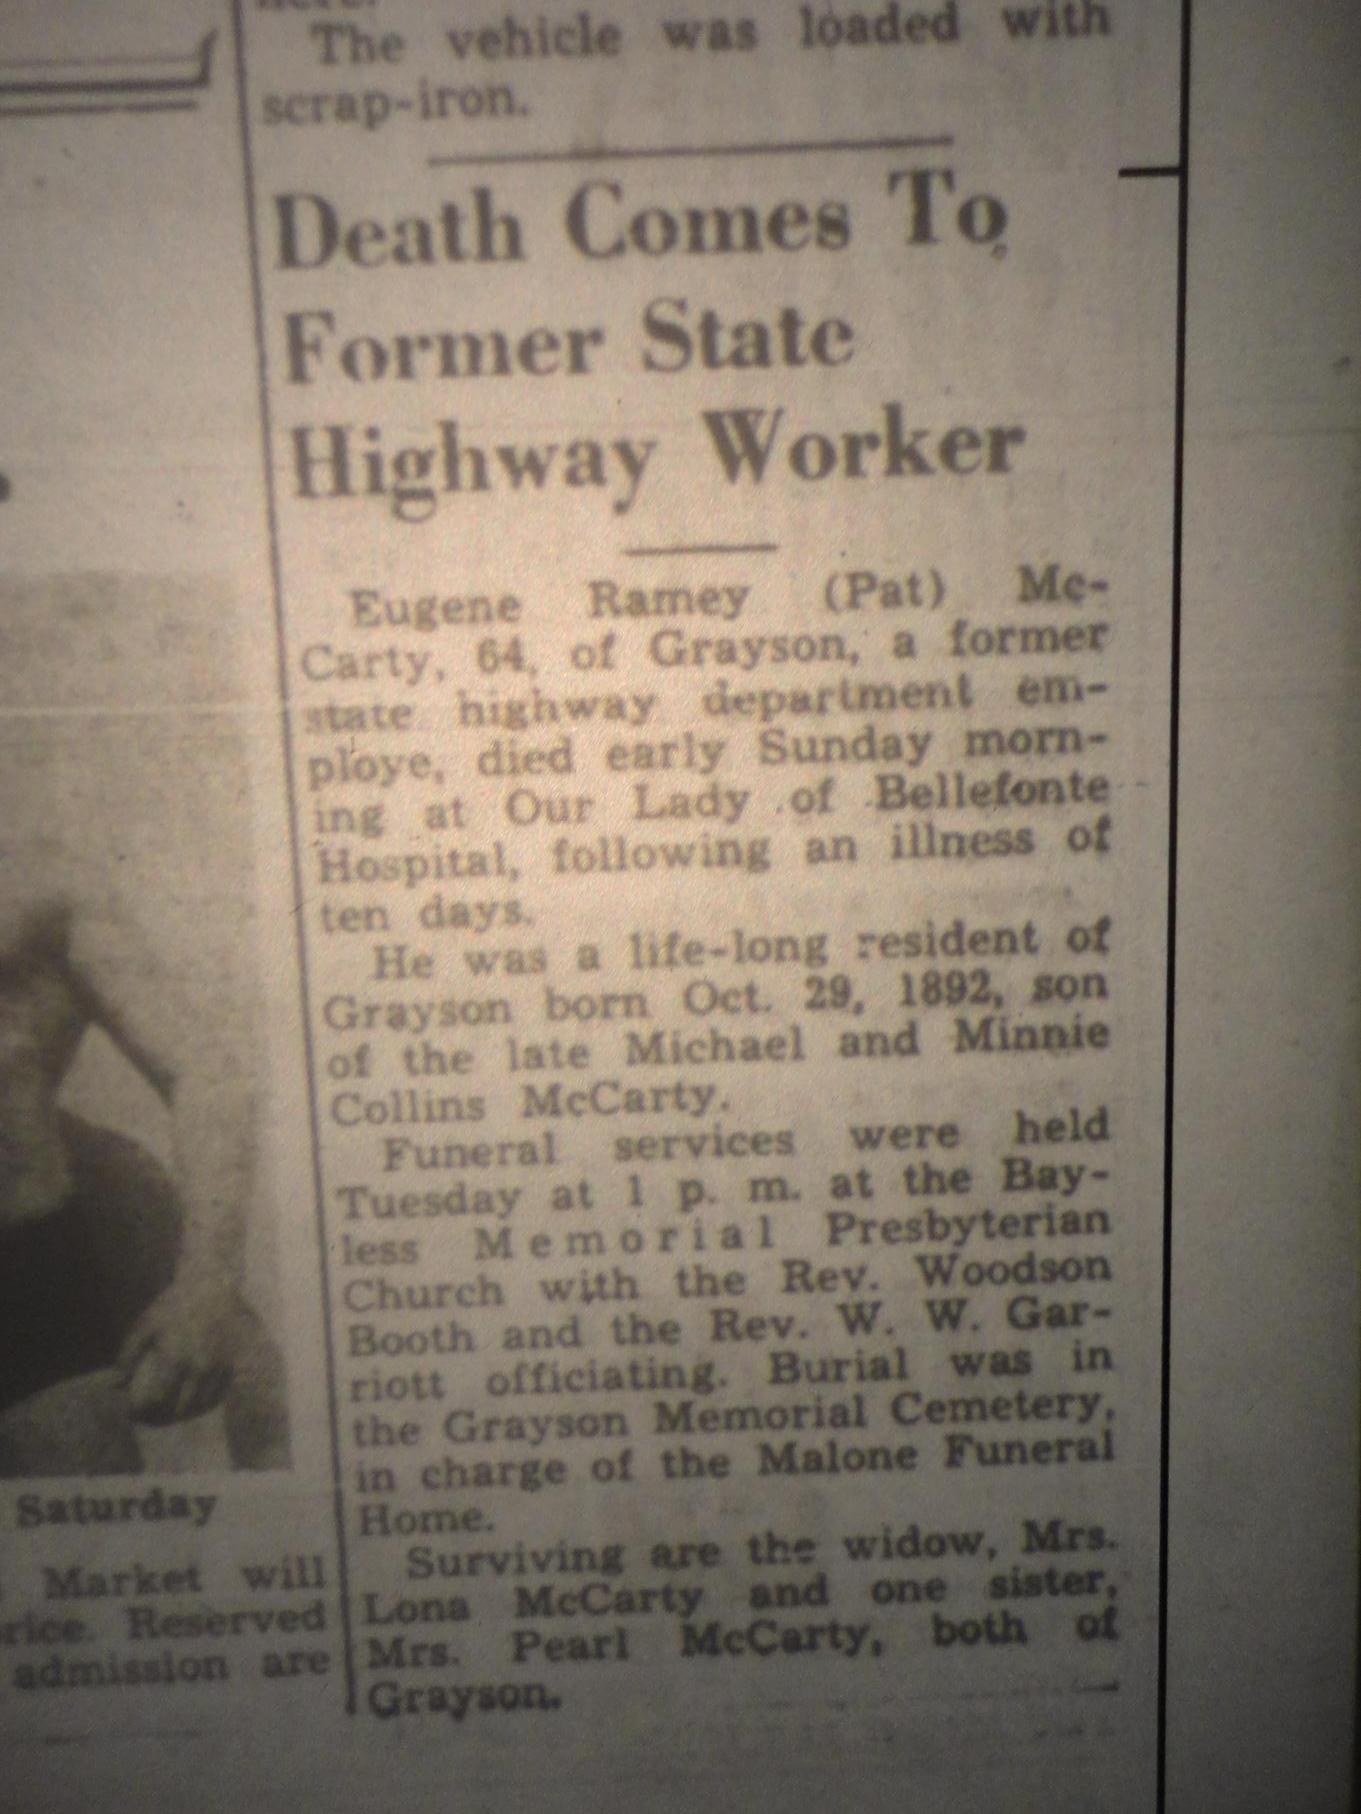 The vehicle was loaded with
scrap-iron.
Death Comes To
Former State
Highway Worker
Eugene Ramey (Pat) Mc-
Carty, 64, of Grayson, a former
state highway department em-
ploye, died early Sunday morn-
ing at Our Lady of Bellefonte
Hospital, following an illness of
ten days.
He was a life-long resident of
Grayson born Oct. 29, 1892, son
of the late Michael and Minnie
Collins McCarty.
Funeral services were held
Tuesday at 1 p. m. at the Bay-
less Memorial Presbyterian
Church with the Rev. Woodson
Booth and the Rev. W. W. Gar-
riott officiating. Burial was in
the Grayson Memorial Cemetery,
in charge of the Malone Funeral
Home.
Surviving are the widow, Mrs.
Lona McCarty and one sister,
Mrs. Pearl McCarty, both of
Grayson.
Saturday
Market will
Reserved
admission are